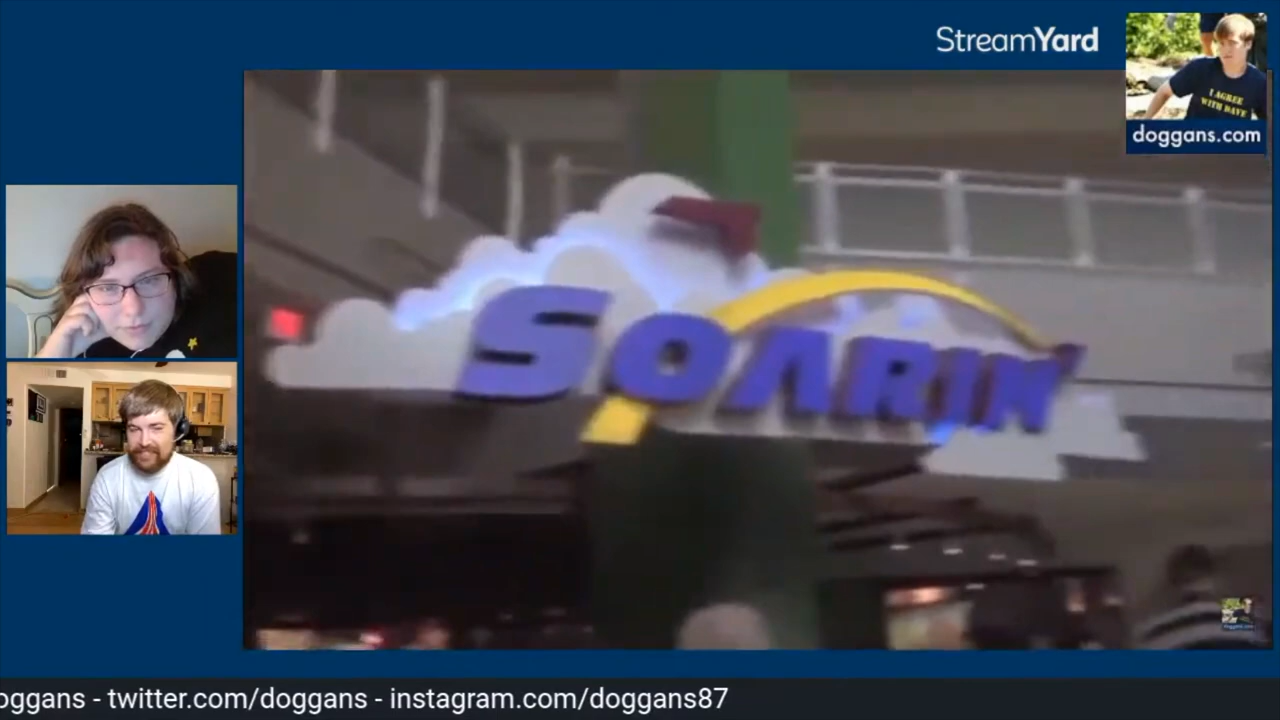 StreamYard
I AGREE
WITH DAVE
doggans.com
SOARIN'
oggans - twitter.com/doggans - instagram.com/doggans87